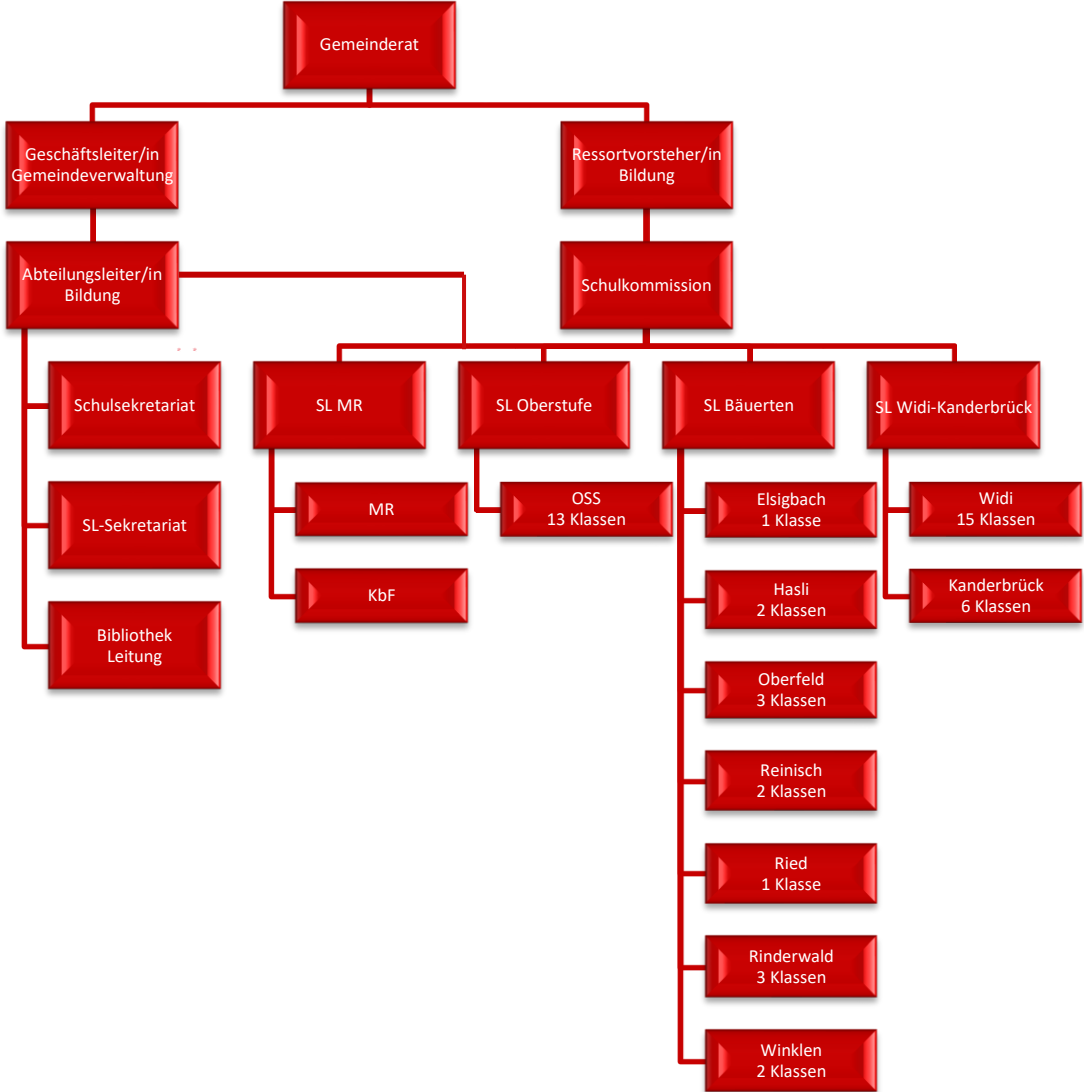 Gemeinderat
Geschäftsleiter/in
Gemeindeverwaltung
Ressortvorsteher/in
Bildung
Abteilungsleiter/in
Bildung
Schulkommission
Schulsekretariat
SL MR
SL Oberstufe
SL Bäuerten
SL Widi-Kanderbrück
SL-Sekretariat
Bibliothek
Leitung
MR
KbF
OSS
13 Klassen
Elsigbach
1 Klasse
Hasli
2 Klassen
Oberfeld
3 Klassen
Reinisch
2 Klassen
Ried
1 Klasse
Rinderwald
3 Klassen
Winklen
2 Klassen
Widi
15 Klassen
Kanderbrück
6 Klassen